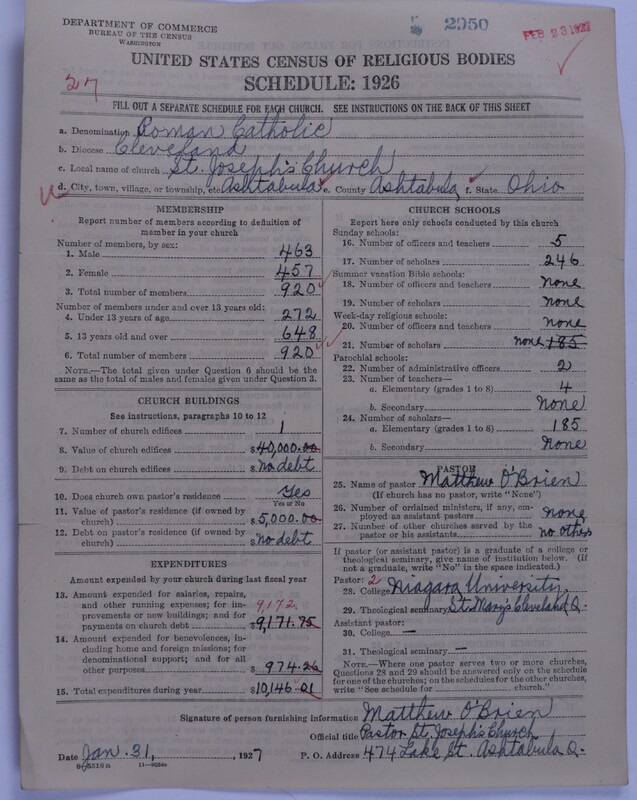 DEPARTMENT OF COMMERCE
BUREAU OF THE CENSUS
WASHINGTON
2950
FEB 23 1927
UNITED STATES CENSUS OF RELIGIOUS BODIES
27
SCHEDULE: 1926
FILL OUT A SEPARATE SCHEDULE FOR EACH CHURCH. SEE INSTRUCTIONS ON THE BACK OF THIS SHEET
a. Denomination Roman Catholic
b. Diocese Cleveland
c. Local name of church St. Joseph's Church
d. City, town, village, or township, etc Ashtabula e. County Ashtabula f. State Ohio
MEMBERSHIP
Report number of members according to definition of
member in your church
Number of members, by sex:
1. Male 463
2. Female 457
3. Total number of members 920
Number of members under and over 13 years old:
4. Under 13 years of age 272
5. 13 years old and over 648
6. Total number of members 920
NOTE.—The total given under Question 6 should be the
same as the total of males and females given under Question 3.
CHURCH BUILDINGS
See instructions, paragraphs 10 to 12
7. Number of church edifices 1
8. Value of church edifices $40,000.00
9. Debt on church edifices $no debt
10. Does church own pastor's residence Yes
Yes or No
11. Value of pastor's residence (if owned by
church) $5,000.00
12. Debt on pastor's residence (if owned by
church) $no debt
EXPENDITURES
Amount expended by your church during last fiscal year
13. Amount expended for salaries, repairs,
and other running expenses; for im-
provements or new buildings; and for
payments on church debt 9,172 $9,171.75
14. Amount expended for benevolences, in-
cluding home and foreign missions; for
denominational support; and for all
other purposes $974.26
15. Total expenditures during year $10,146.01
CHURCH SCHOOLS
Report here only schools conducted by this church
Sunday schools:
16. Number of officers and teachers 5
17. Number of scholars 246
Summer vacation Bible schools:
18. Number of officers and teachers none
19. Number of scholars none
Week-day religious schools:
20. Number of officers and teachers none
21. Number of scholars none 185
Parochial schools:
22. Number of administrative officers 2
23. Number of teachers—
a. Elementary (grades 1 to 8) 4
b. Secondary None
24. Number of scholars—
a. Elementary (grades 1 to 8) 185
b. Secondary None
PASTOR
25. Name of pastor Matthew O'Brien
(If church has no pastor, write "None")
26. Number of ordained ministers, if any, em-
ployed as assistant pastors none
27. Number of other churches served by the
pastor or his assistants no other
If pastor (or assistant pastor) is a graduate of a college or
theological seminary, give name of institution below. (If
not a graduate, write "No" in the space indicated.)
Pastor: 2
28. College Niagara University
29. Theological seminary St. Mary's Cleveland O.
Assistant pastor:
30. College —
31. Theological seminary —
NOTE.—Where one pastor serves two or more churches,
Questions 28 and 29 should be answered only on the schedule
for one of the churches; on the schedules for the other churches,
write "See schedule for church."
Signature of person furnishing information Matthew O'Brien
Official title Pastor St. Joseph's Church
Date Jan. 31, 1927 P. O. Address 474 Lake St. Ashtabula O.